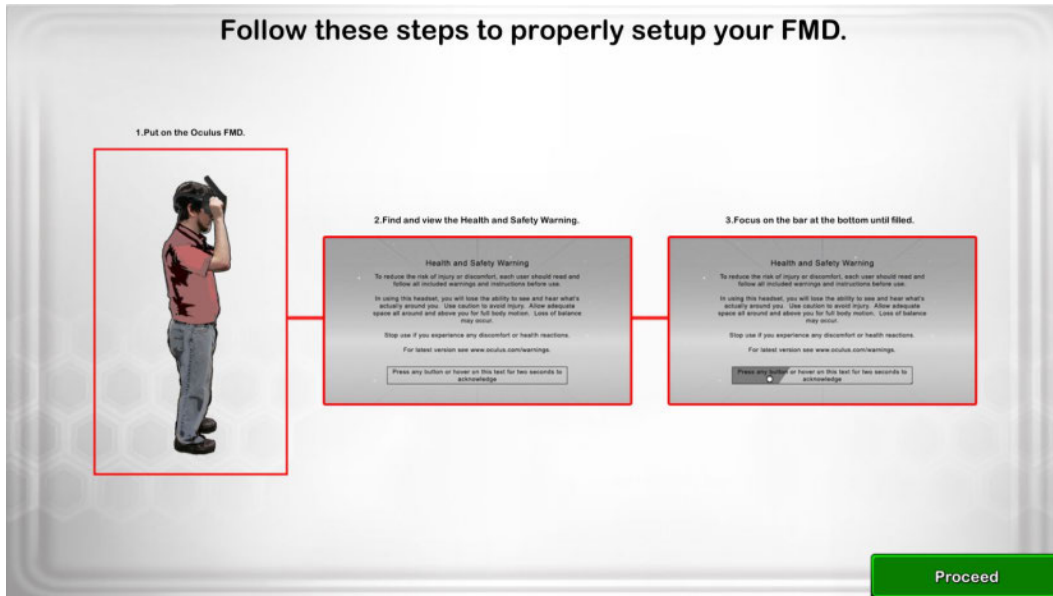 Follow these steps to properly setup your FMD.
1.Put on the Oculus FMD.
2.Find and view the Health and Safety Warning.
Health and Safety Warning
To reduce the risk of injury or discomfort, each user should read and
follow all included warnings and instructions before use.
In using this headset, you will lose the ability to see and hear what's
actually around you. Use caution to avoid injury. Allow adequate
space all around and above you for full body motion. Loss of balance
may occur.
Stop use if you experience any discomfort or health reactions.
For latest version see www.oculus.com/warnings.
Press any button or hover on this text for two seconds to
acknowledge
3.Focus on the bar at the bottom until filled.
Health and Safety Warning
To reduce the risk of injury or discomfort, each user should read and
follow all included warnings and instructions before use.
In using this headset, you will lose the ability to see and hear what's
actually around you. Use caution to avoid injury. Allow adequate
space all around and above you for full body motion. Loss of balance
may occur.
Stop use if you experience any discomfort or health reactions.
For latest version see www.oculus.com/warnings.
Press any button or hover on this text for two seconds to
acknowledge
Proceed